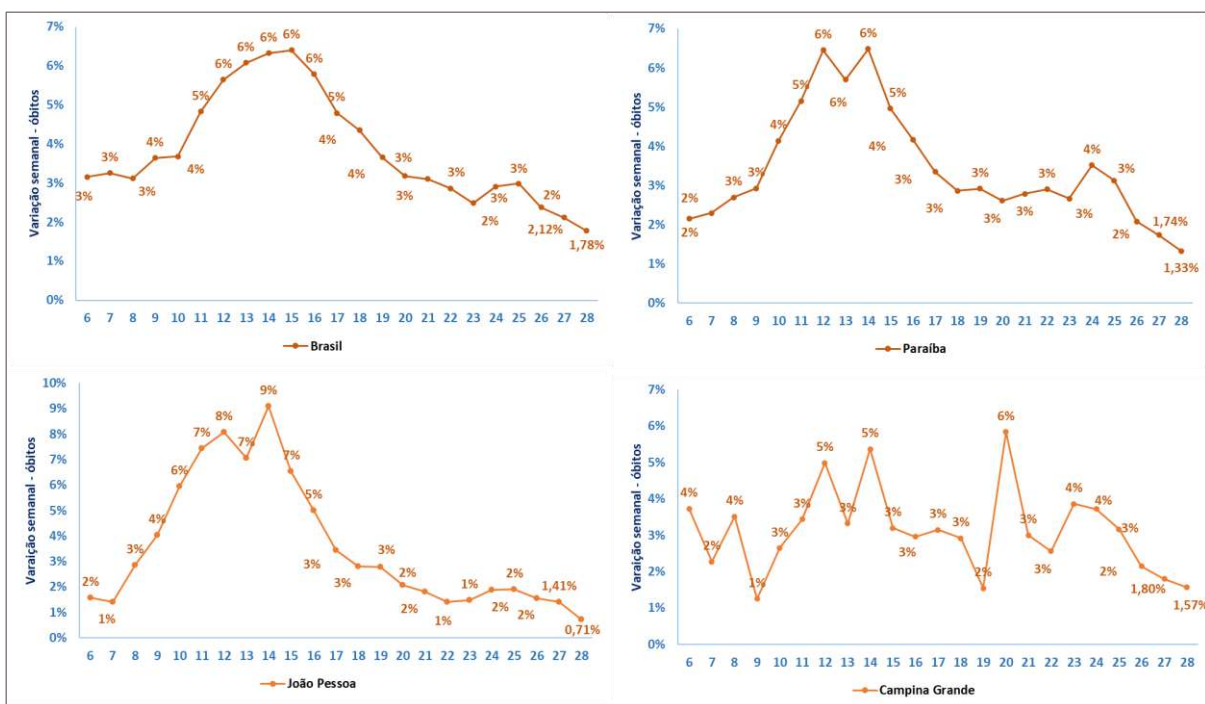 Variação semanal - óbitos
7%
6%
5%
4%
3%
2%
1%
0%
3% 3% 3% 4% 4% 5% 6% 6% 6% 6% 6% 5% 4% 4% 3% 3% 3% 2% 3% 3% 2% 2,12% 1,78%
6 7 8 9 10 11 12 13 14 15 16 17 18 19 20 21 22 23 24 25 26 27 28
Brasil
Variação semanal - óbitos
7%
6%
5%
4%
3%
2%
1%
0%
2% 2% 3% 3% 4% 5% 6% 6% 6% 5% 4% 3% 3% 3% 3% 3% 3% 3% 4% 3% 2% 1,74% 1,33%
6 7 8 9 10 11 12 13 14 15 16 17 18 19 20 21 22 23 24 25 26 27 28
Paraíba
Varaição semanal - óbitos
10%
9%
8%
7%
6%
5%
4%
3%
2%
1%
0%
2% 1% 3% 4% 6% 7% 8% 7% 9% 7% 5% 3% 3% 3% 2% 2% 1% 1% 2% 2% 2% 1,41% 0,71%
6 7 8 9 10 11 12 13 14 15 16 17 18 19 20 21 22 23 24 25 26 27 28
João Pessoa
Varaição semanal - óbitos
7%
6%
5%
4%
3%
2%
1%
0%
4% 2% 4% 1% 3% 3% 5% 3% 5% 3% 3% 3% 3% 2% 6% 3% 3% 4% 4% 3% 2% 1,80% 1,57%
6 7 8 9 10 11 12 13 14 15 16 17 18 19 20 21 22 23 24 25 26 27 28
Campina Grande